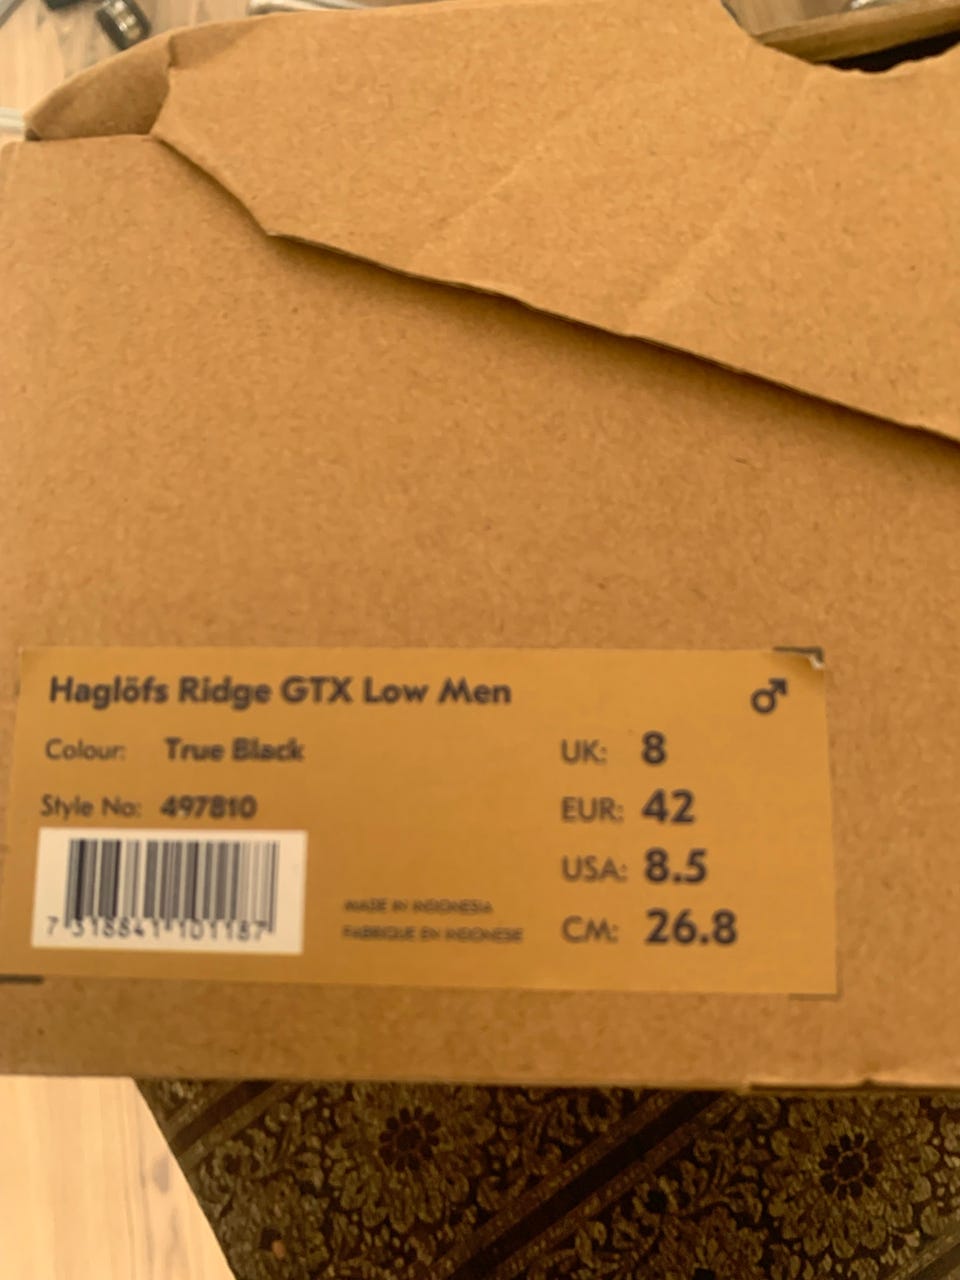 Haglöfs Ridge GTX Low Men
Colour: True Black
Style No: 497810
7 318841 101187
MADE IN INDONESIA
FABRIQUE EN INDONESIE
UK: 8
EUR: 42
USA: 8.5
CM: 26.8